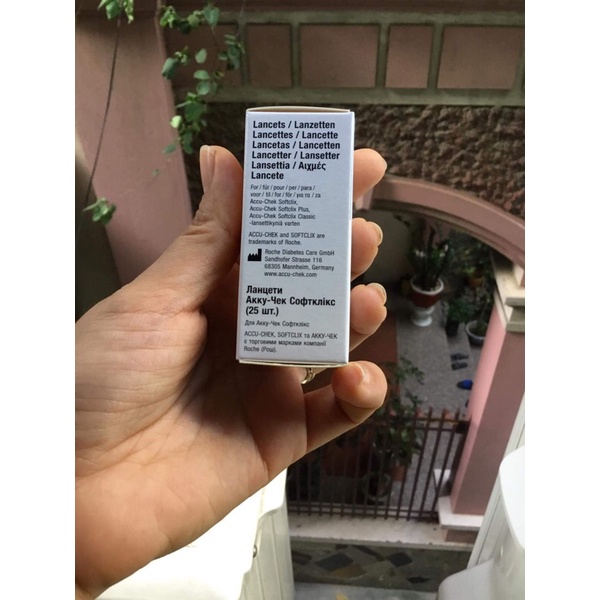 Lancets / Lanzetten
Lancettes / Lancette
Lancetas / Lancetten
Lancetter / Lansetter
Lansettia / Αιχμές
Lancete
For / für / pour / per / para /
voor / til / for / för / για το / za
Accu-Chek Softclix,
Accu-Chek Softclix Plus,
Accu-Chek Softclix Classic
-lansettikyniä varten
ACCU-CHEK and SOFTCLIX are
trademarks of Roche.
Roche Diabetes Care GmbH
Sandhofer Strasse 116
68305 Mannheim, Germany
www.accu-chek.com
Ланцети
Акку-Чек Софтклікс
(25 шт.)
Для Акку-Чек Софтклікс
ACCU-CHEK, SOFTCLIX та АККУ-ЧЕК
є торговими марками компанії
Roche (Рош).